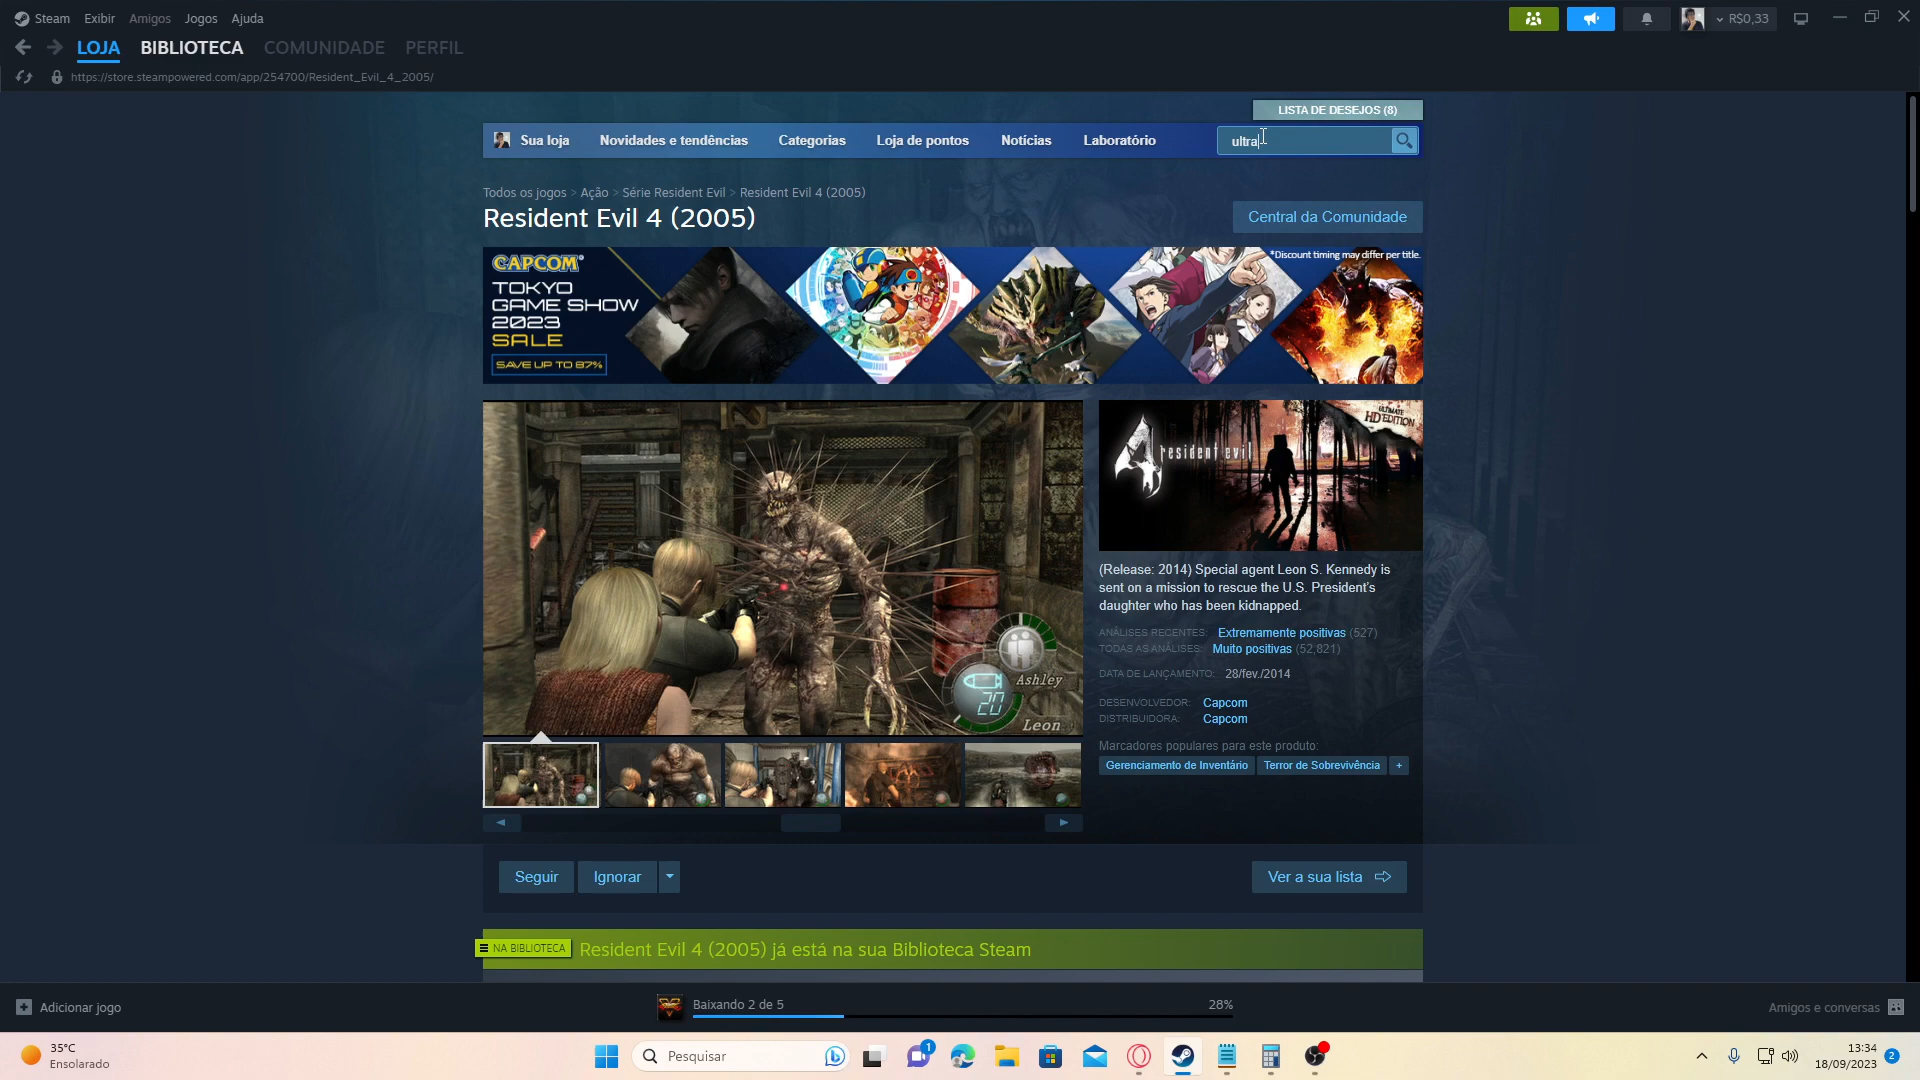 Steam Exibir Amigos Jogos Ajuda R$0,33
LOJA BIBLIOTECA COMUNIDADE PERFIL
https://store.steampowered.com/app/254700/Resident_Evil_4_2005/
LISTA DE DESEJOS (8)
Sua loja Novidades e tendências Categorias Loja de pontos Notícias Laboratório ultra
Todos os jogos > Ação > Série Resident Evil > Resident Evil 4 (2005)
Resident Evil 4 (2005)
Central da Comunidade
*Discount timing may differ per title.
CAPCOM
TOKYO
GAME SHOW
2023
SALE
SAVE UP TO 87%
ULTIMATE
HD EDITION
4 resident evil
(Release: 2014) Special agent Leon S. Kennedy is
sent on a mission to rescue the U.S. President's
daughter who has been kidnapped.
ANÁLISES RECENTES: Extremamente positivas (527)
TODAS AS ANÁLISES: Muito positivas (52,821)
DATA DE LANÇAMENTO: 28/fev./2014
DESENVOLVEDOR: Capcom
DISTRIBUIDORA: Capcom
Marcadores populares para este produto:
Gerenciamento de Inventário Terror de Sobrevivência +
Ashley
20
Leon
Seguir Ignorar Ver a sua lista
NA BIBLIOTECA Resident Evil 4 (2005) já está na sua Biblioteca Steam
Adicionar jogo Baixando 2 de 5 28% Amigos e conversas
35°C
Ensolarado
Pesquisar
1
13:34
18/09/2023
2